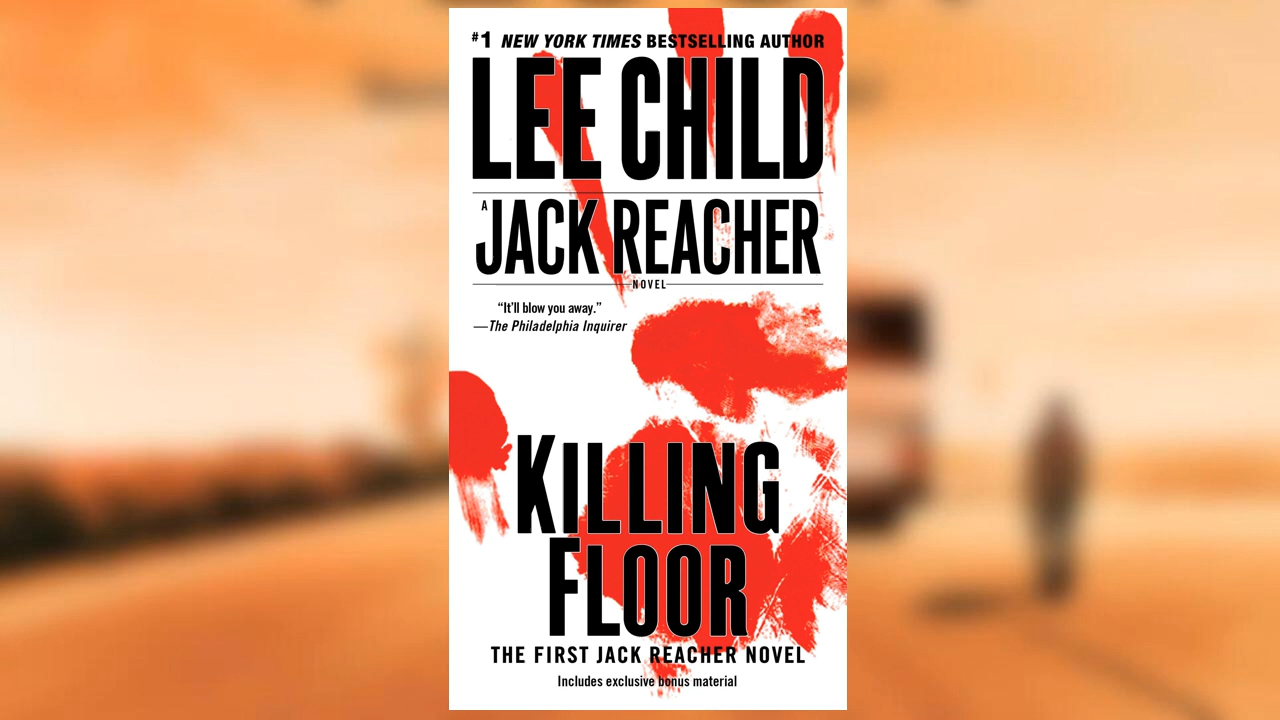 #1 NEW YORK TIMES BESTSELLING AUTHOR
LEE CHILD
A JACK REACHER
NOVEL
“It’ll blow you away.”
—The Philadelphia Inquirer
KILLING
FLOOR
THE FIRST JACK REACHER NOVEL
Includes exclusive bonus material